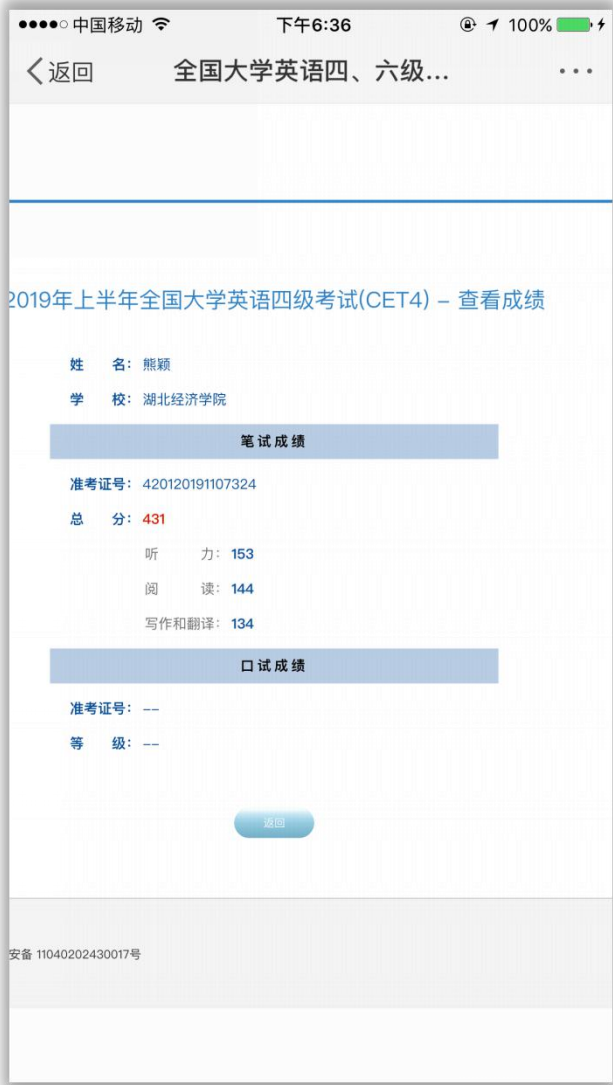 中国移动 下午6:36 100%
返回 全国大学英语四、六级... ...
2019年上半年全国大学英语四级考试(CET4) – 查看成绩
姓 名: 熊颖
学 校: 湖北经济学院
笔试成绩
准考证号: 420120191107324
总 分: 431
听 力: 153
阅 读: 144
写作和翻译: 134
口试成绩
准考证号: --
等 级: --
返回
安备 11040202430017号